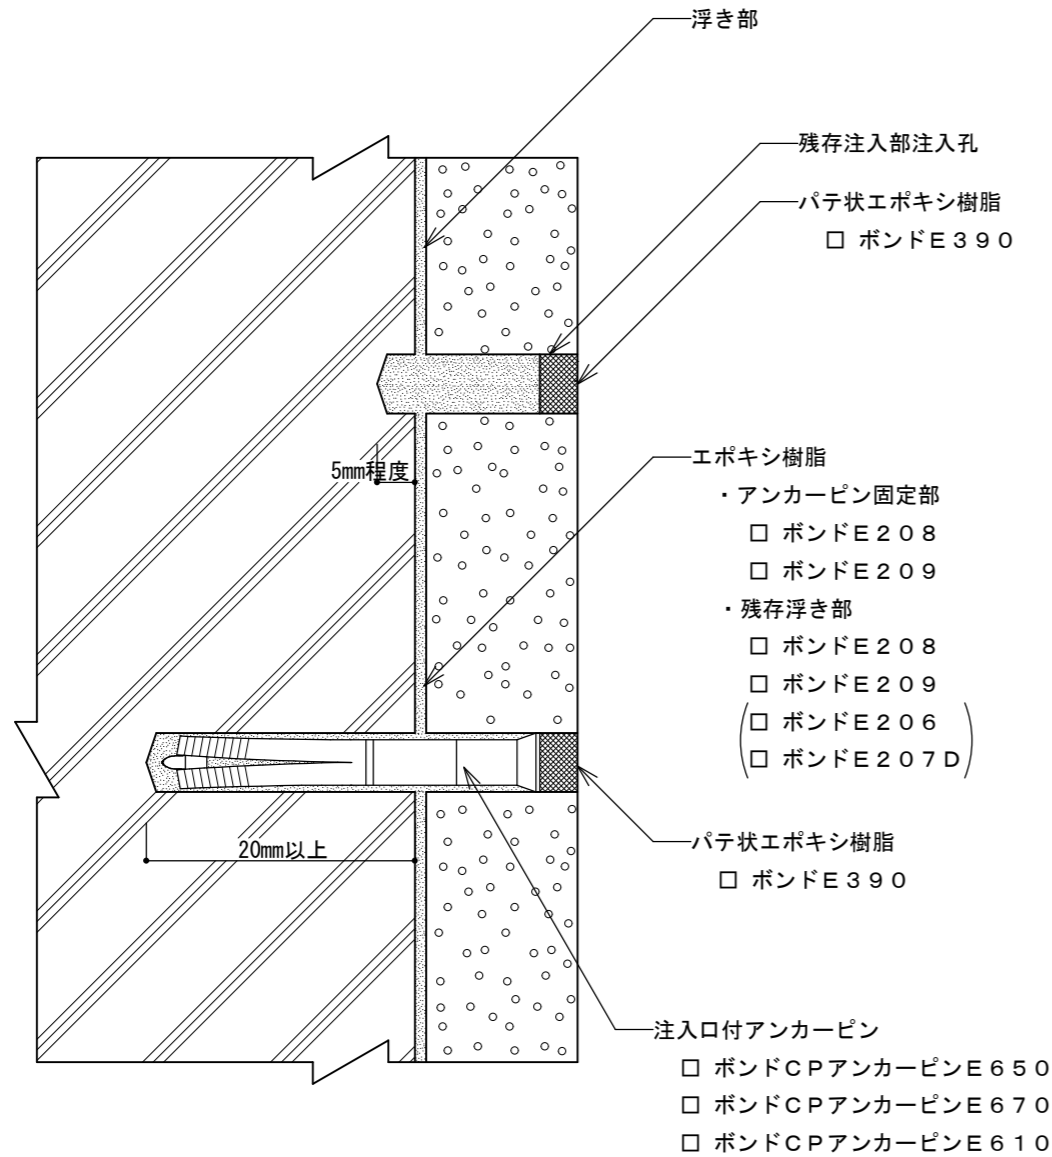 浮き部
残存注入部注入孔
パテ状エポキシ樹脂
□ ボンドE390
5mm程度
エポキシ樹脂
・アンカーピン固定部
□ ボンドE208
□ ボンドE209
・残存浮き部
□ ボンドE208
□ ボンドE209
(□ ボンドE206
□ ボンドE207D)
20mm以上
パテ状エポキシ樹脂
□ ボンドE390
注入口付アンカーピン
□ ボンドCPアンカーピンE650
□ ボンドCPアンカーピンE670
□ ボンドCPアンカーピンE610